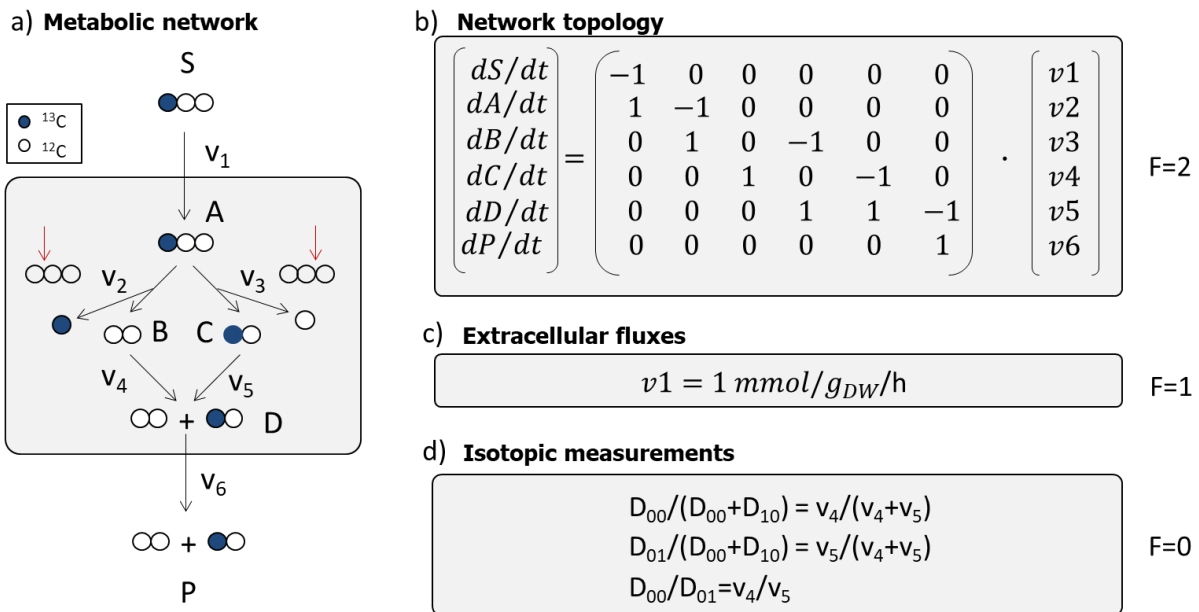 a) Metabolic network
S
13C
12C
v1
A
v2
v3
B
C
v4
v5
+
D
v6
+
P
b) Network topology
dS/dt −1 0 0 0 0 0 v1
dA/dt 1 −1 0 0 0 0 v2
dB/dt 0 1 0 −1 0 0 v3
= ·
dC/dt 0 0 1 0 −1 0 v4
dD/dt 0 0 0 1 1 −1 v5
dP/dt 0 0 0 0 0 1 v6
F=2
c) Extracellular fluxes
v1 = 1 mmol/gDW/h
F=1
d) Isotopic measurements
D00/(D00+D10) = v4/(v4+v5)
D01/(D00+D10) = v5/(v4+v5)
D00/D01=v4/v5
F=0